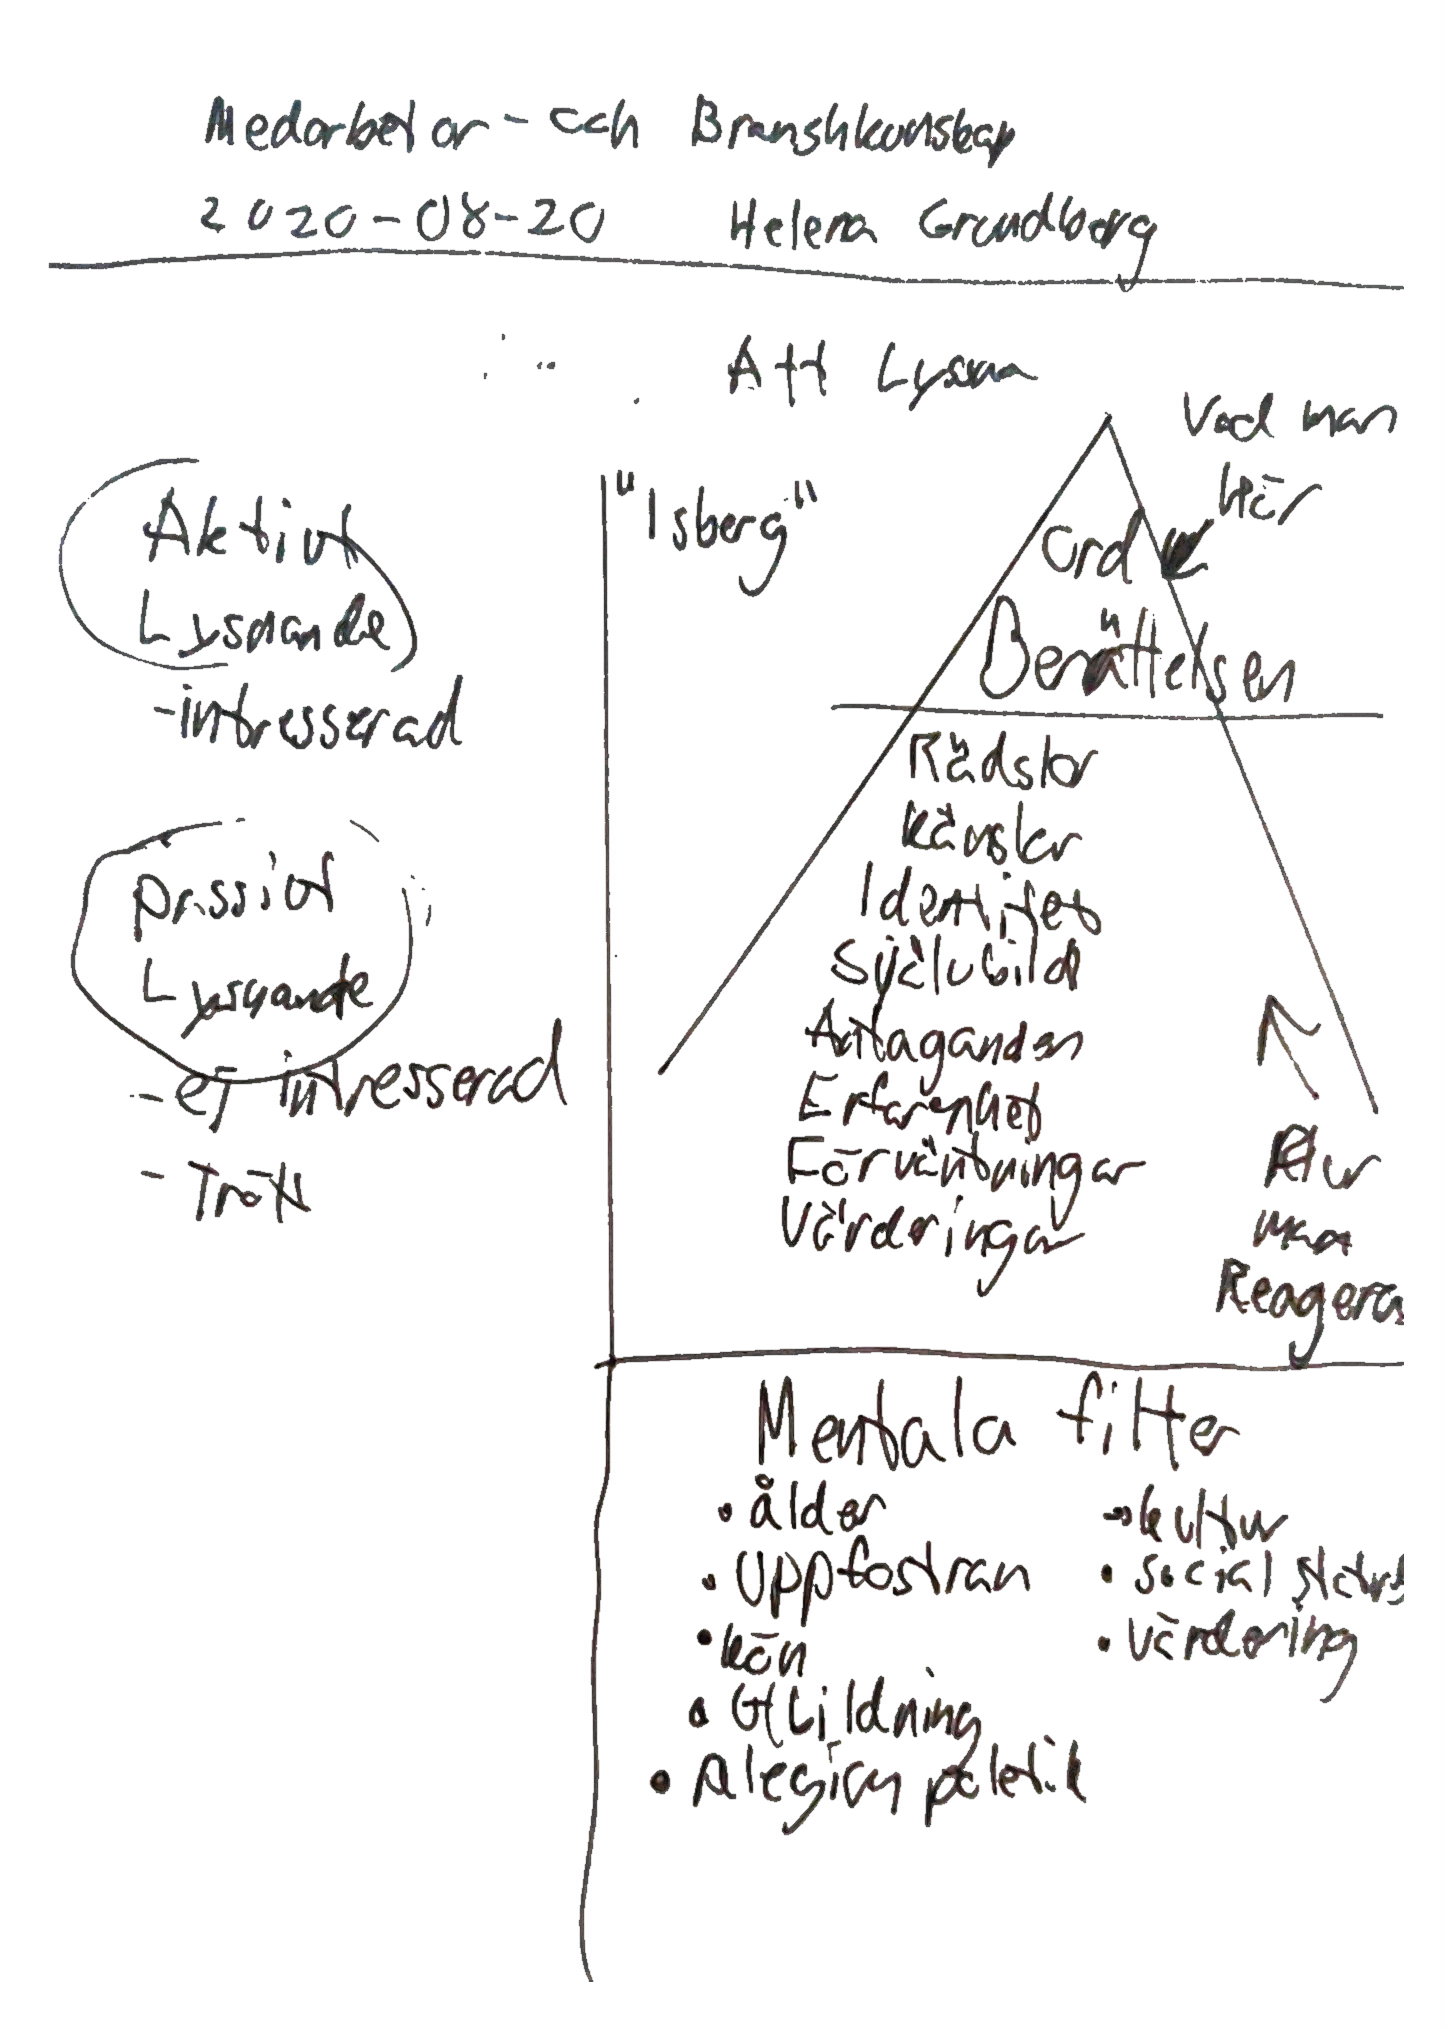 Medarbetar- och Branshkunskap
2020-08-20 Helena Grundberg
Att Lyssna
Aktivt
Lyssnande
-intresserad
passivt
Lyssnande
- ej intresserad
- Trött
"Isberg"
Vad man
hör
ord
Berättelsen
Rädslor
känslor
Identitet
Självbild
Antaganden
Erfarenhet
Förväntningar
Värderingar
Hur
man
Reagerar
Mentala filter
• ålder
• Uppfostran
• kön
• Utbildning
• Religion politik
• kultur
• social status
• värdering